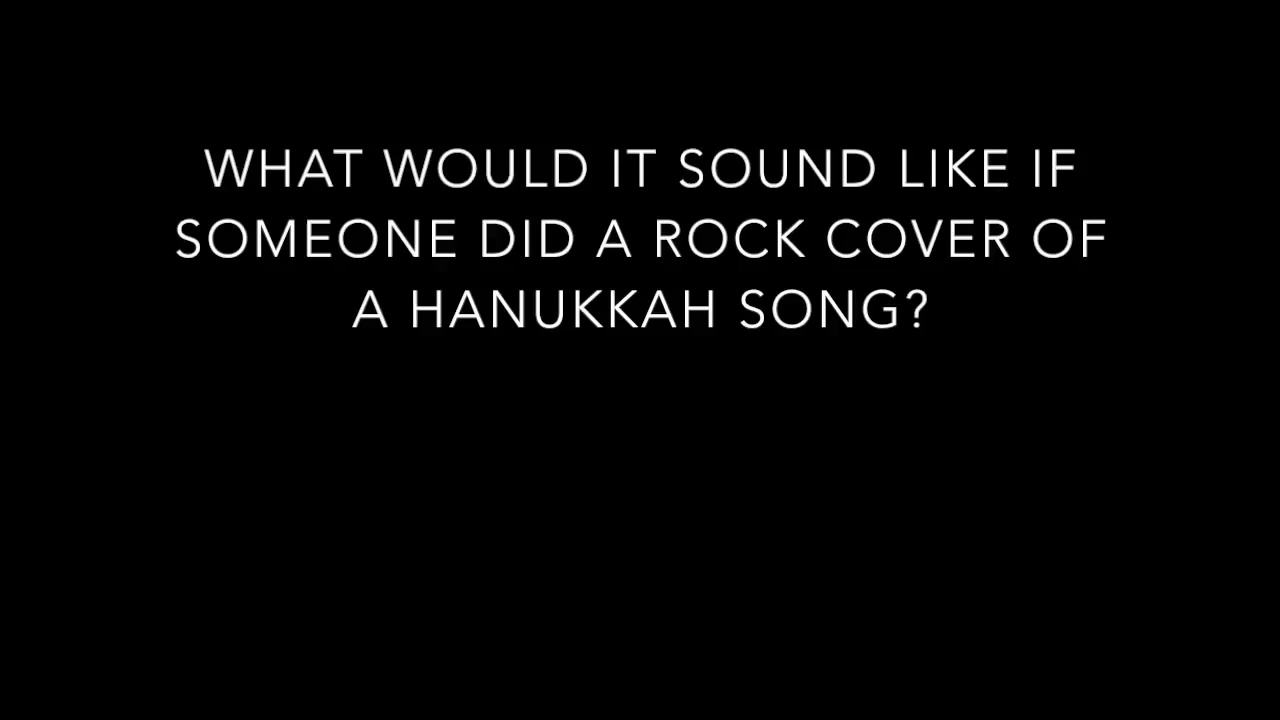 WHAT WOULD IT SOUND LIKE IF
SOMEONE DID A ROCK COVER OF
A HANUKKAH SONG?